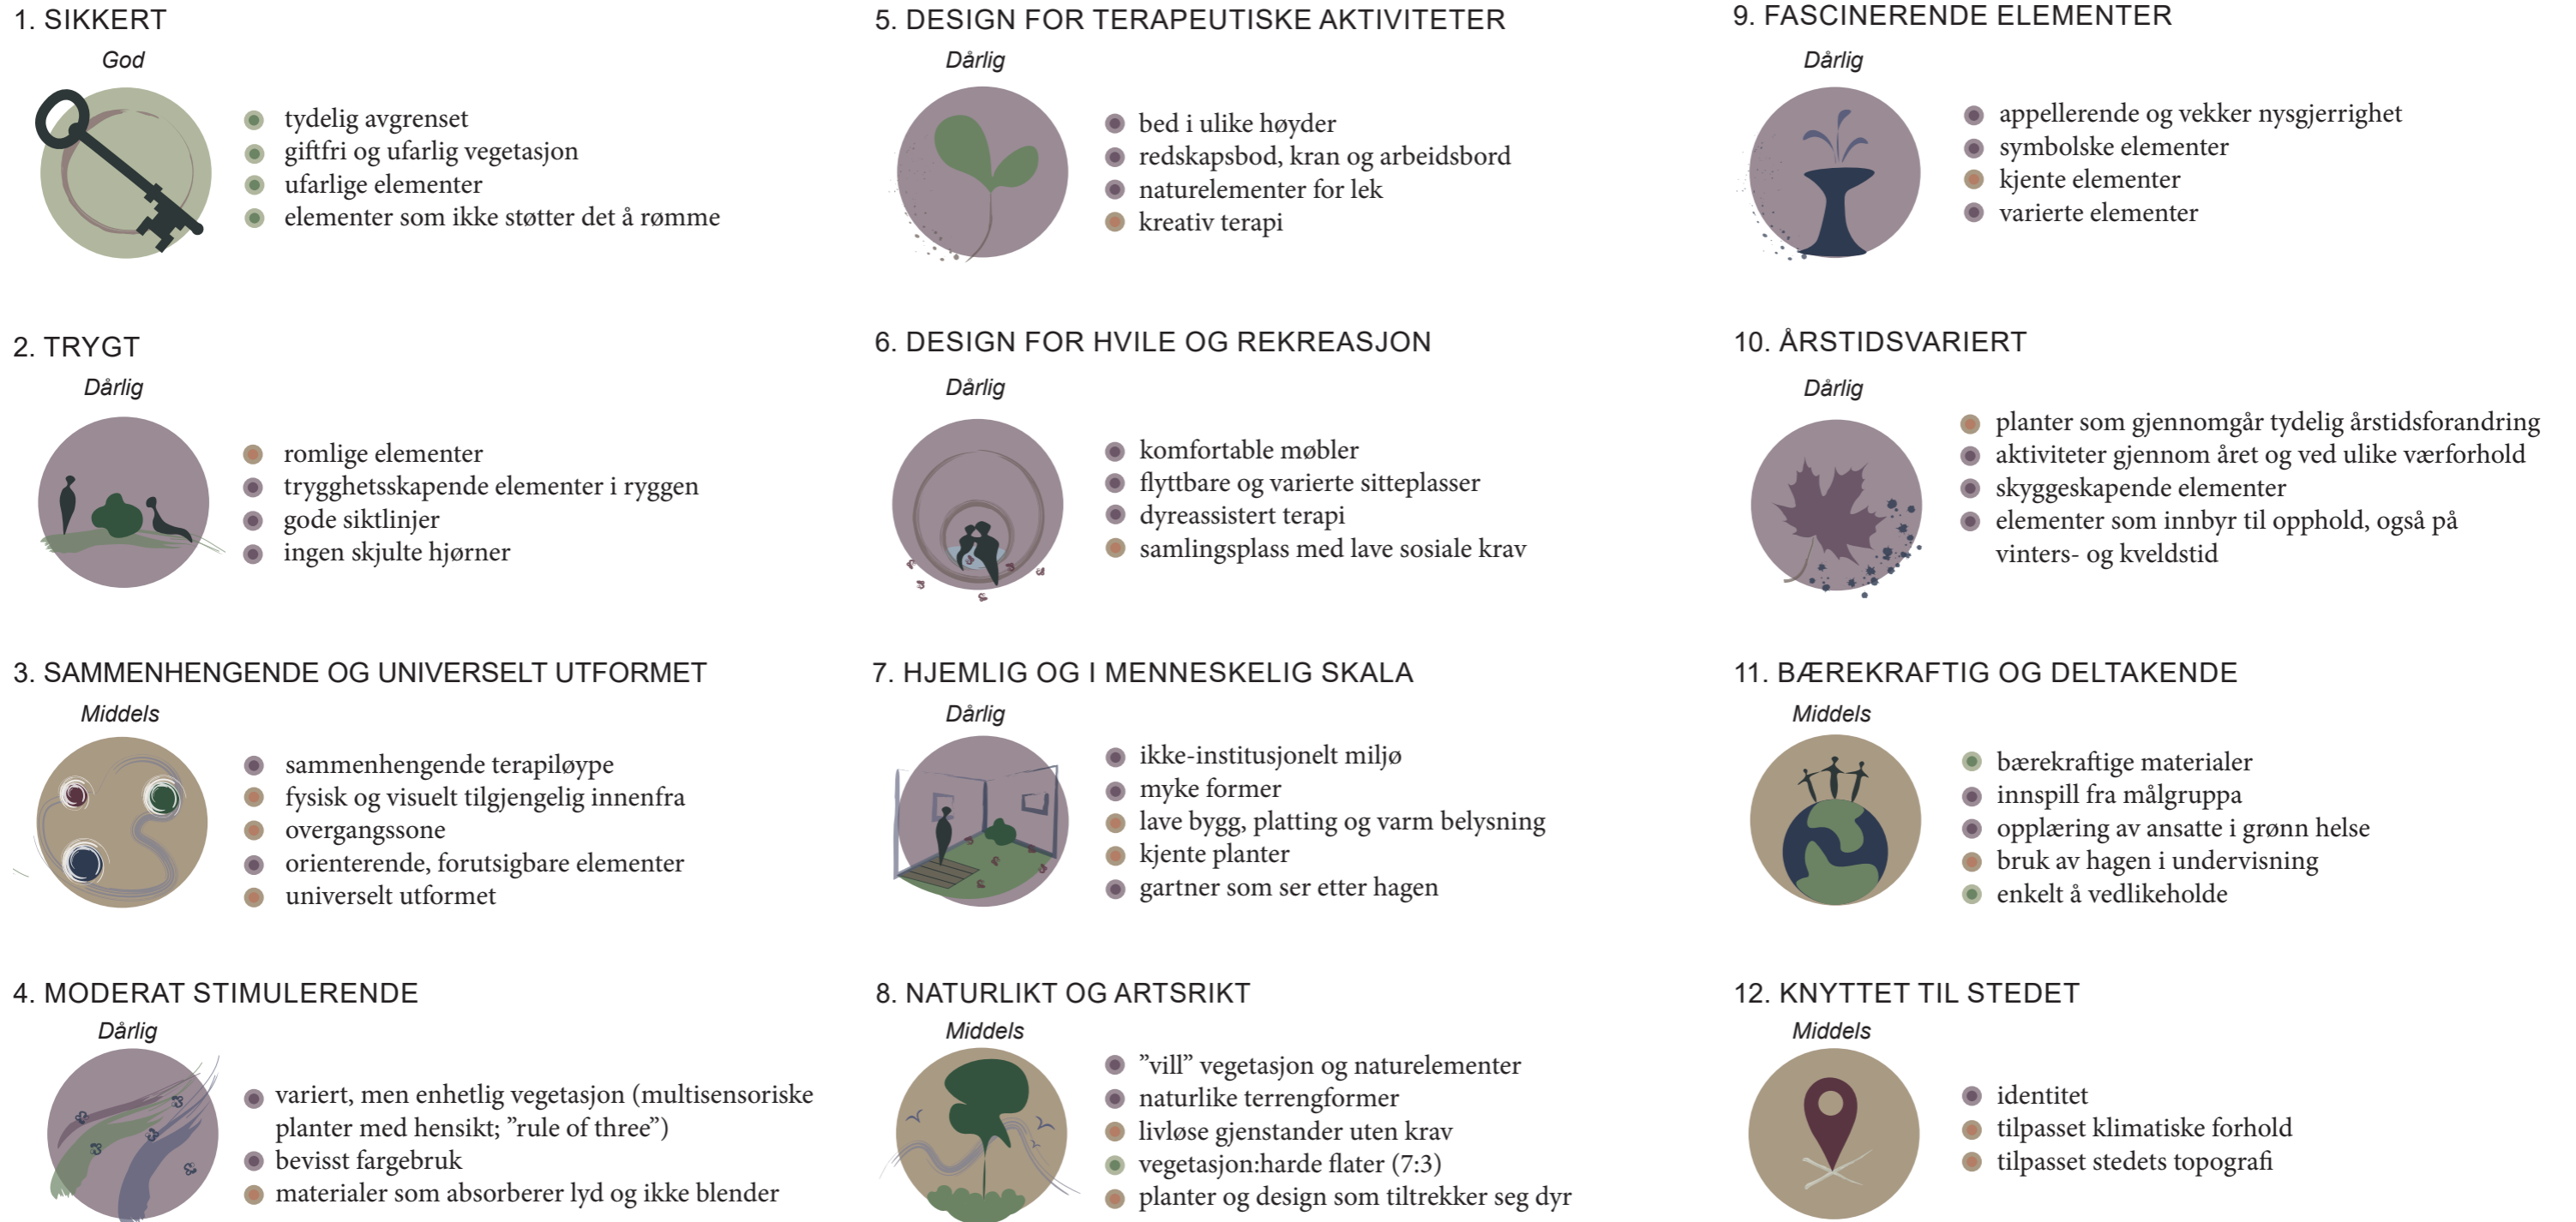 1. SIKKERT
God
tydelig avgrenset
giftfri og ufarlig vegetasjon
ufarlige elementer
elementer som ikke støtter det å rømme
2. TRYGT
Dårlig
romlige elementer
trygghetsskapende elementer i ryggen
gode siktlinjer
ingen skjulte hjørner
3. SAMMENHENGENDE OG UNIVERSELT UTFORMET
Middels
sammenhengende terapiløype
fysisk og visuelt tilgjengelig innenfra
overgangssone
orienterende, forutsigbare elementer
universelt utformet
4. MODERAT STIMULERENDE
Dårlig
variert, men enhetlig vegetasjon (multisensoriske
planter med hensikt; ”rule of three”)
bevisst fargebruk
materialer som absorberer lyd og ikke blender
5. DESIGN FOR TERAPEUTISKE AKTIVITETER
Dårlig
bed i ulike høyder
redskapsbod, kran og arbeidsbord
naturelementer for lek
kreativ terapi
6. DESIGN FOR HVILE OG REKREASJON
Dårlig
komfortable møbler
flyttbare og varierte sitteplasser
dyreassistert terapi
samlingsplass med lave sosiale krav
7. HJEMLIG OG I MENNESKELIG SKALA
Dårlig
ikke-institusjonelt miljø
myke former
lave bygg, platting og varm belysning
kjente planter
gartner som ser etter hagen
8. NATURLIKT OG ARTSRIKT
Middels
”vill” vegetasjon og naturelementer
naturlike terrengformer
livløse gjenstander uten krav
vegetasjon:harde flater (7:3)
planter og design som tiltrekker seg dyr
9. FASCINERENDE ELEMENTER
Dårlig
appellerende og vekker nysgjerrighet
symbolske elementer
kjente elementer
varierte elementer
10. ÅRSTIDSVARIERT
Dårlig
planter som gjennomgår tydelig årstidsforandring
aktiviteter gjennom året og ved ulike værforhold
skyggeskapende elementer
elementer som innbyr til opphold, også på
vinters- og kveldstid
11. BÆREKRAFTIG OG DELTAKENDE
Middels
bærekraftige materialer
innspill fra målgruppa
opplæring av ansatte i grønn helse
bruk av hagen i undervisning
enkelt å vedlikeholde
12. KNYTTET TIL STEDET
Middels
identitet
tilpasset klimatiske forhold
tilpasset stedets topografi